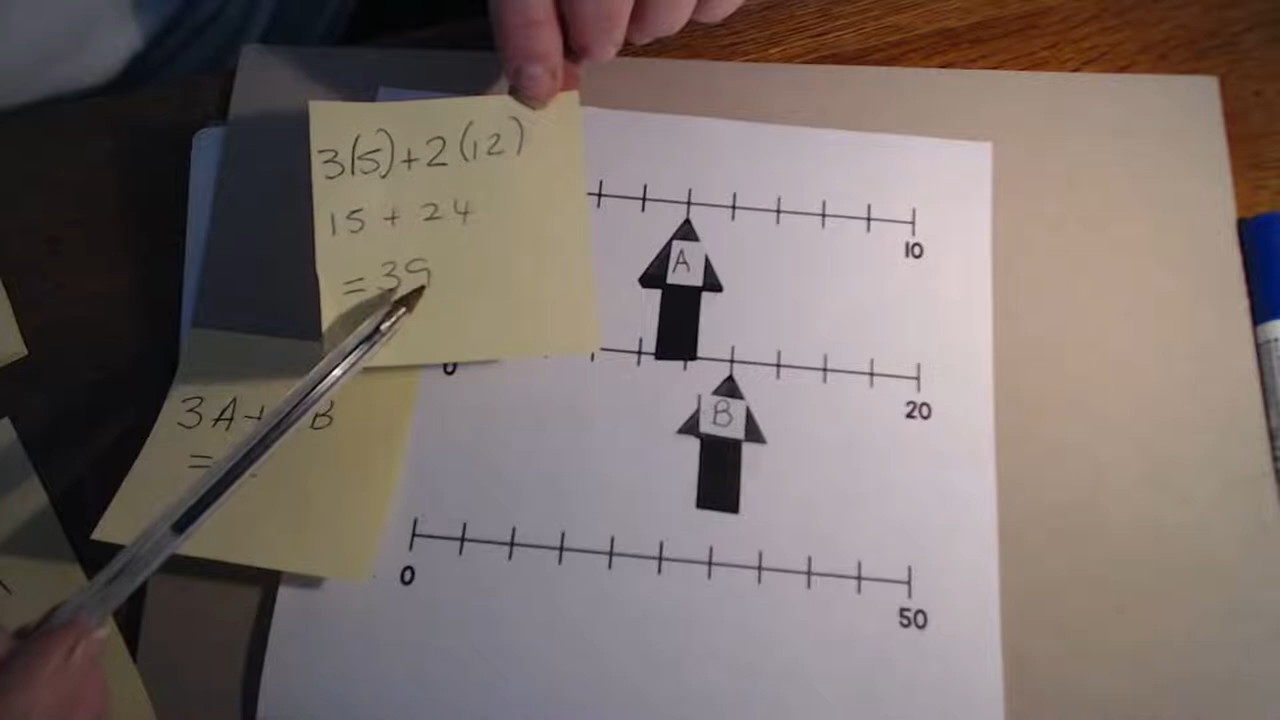 3(5)+2(12)
15 + 24
= 39
10
A
0
20
3A+ B
B
=
0
50